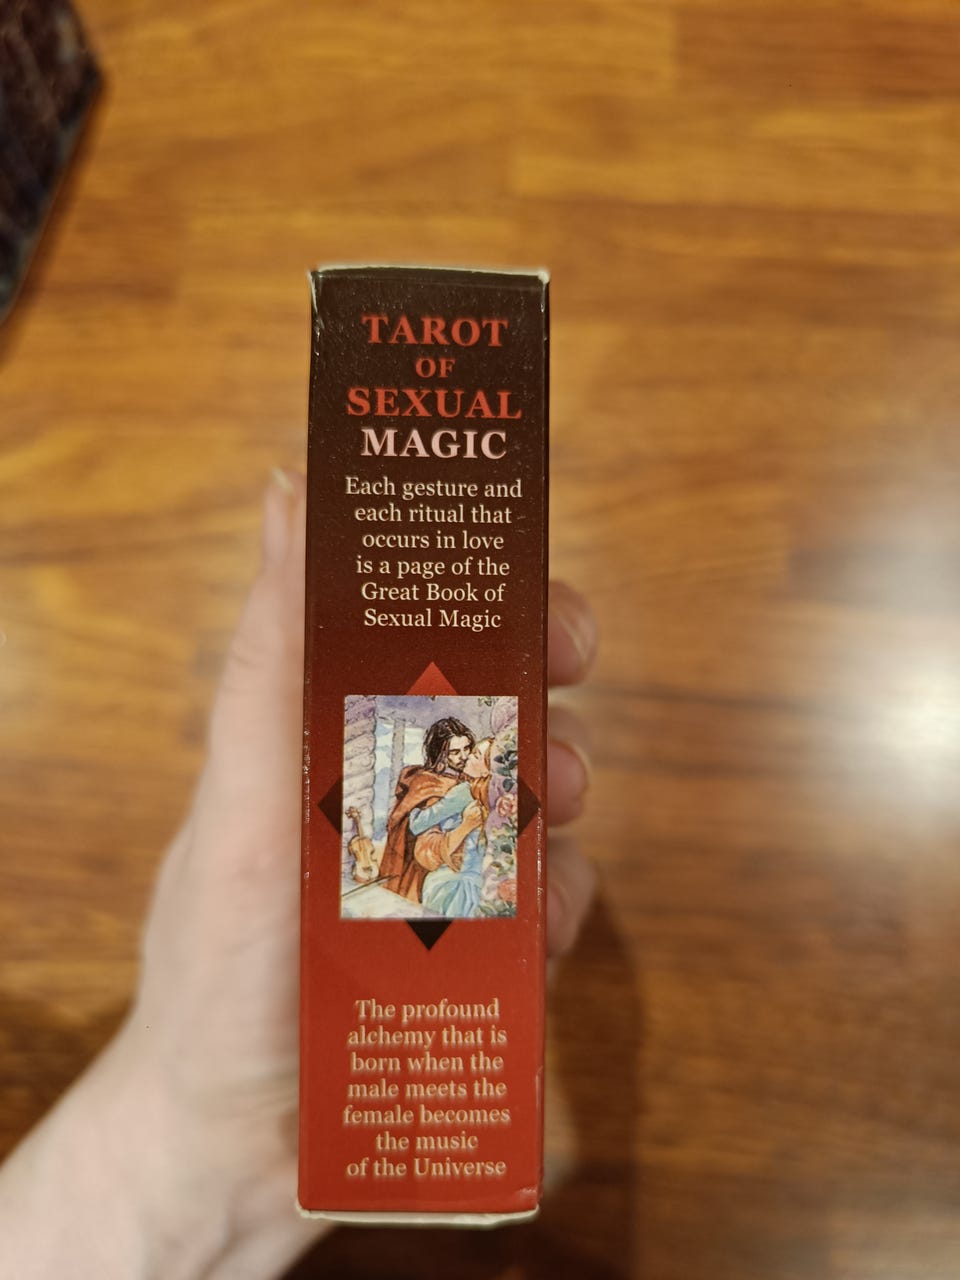 TAROT
OF
SEXUAL
MAGIC
Each gesture and
each ritual that
occurs in love
is a page of the
Great Book of
Sexual Magic
The profound
alchemy that is
born when the
male meets the
female becomes
the music
of the Universe